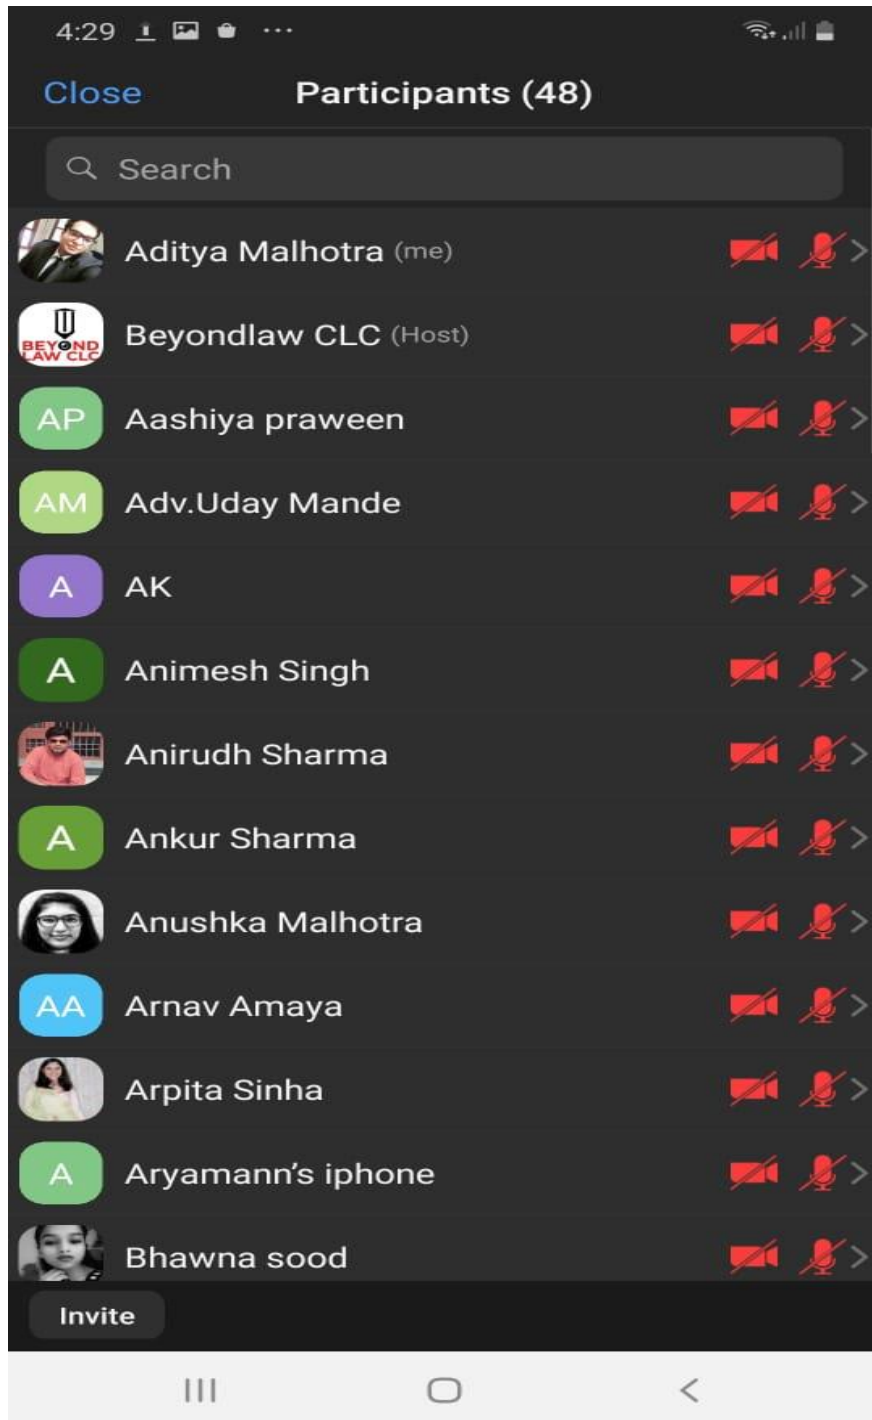 4:29
Close Participants (48)
Search
Aditya Malhotra (me)
BEYOND
LAW CLC
Beyondlaw CLC (Host)
AP Aashiya praween
AM Adv.Uday Mande
A AK
A Animesh Singh
Anirudh Sharma
A Ankur Sharma
Anushka Malhotra
AA Arnav Amaya
Arpita Sinha
A Aryamann's iphone
Bhawna sood
Invite